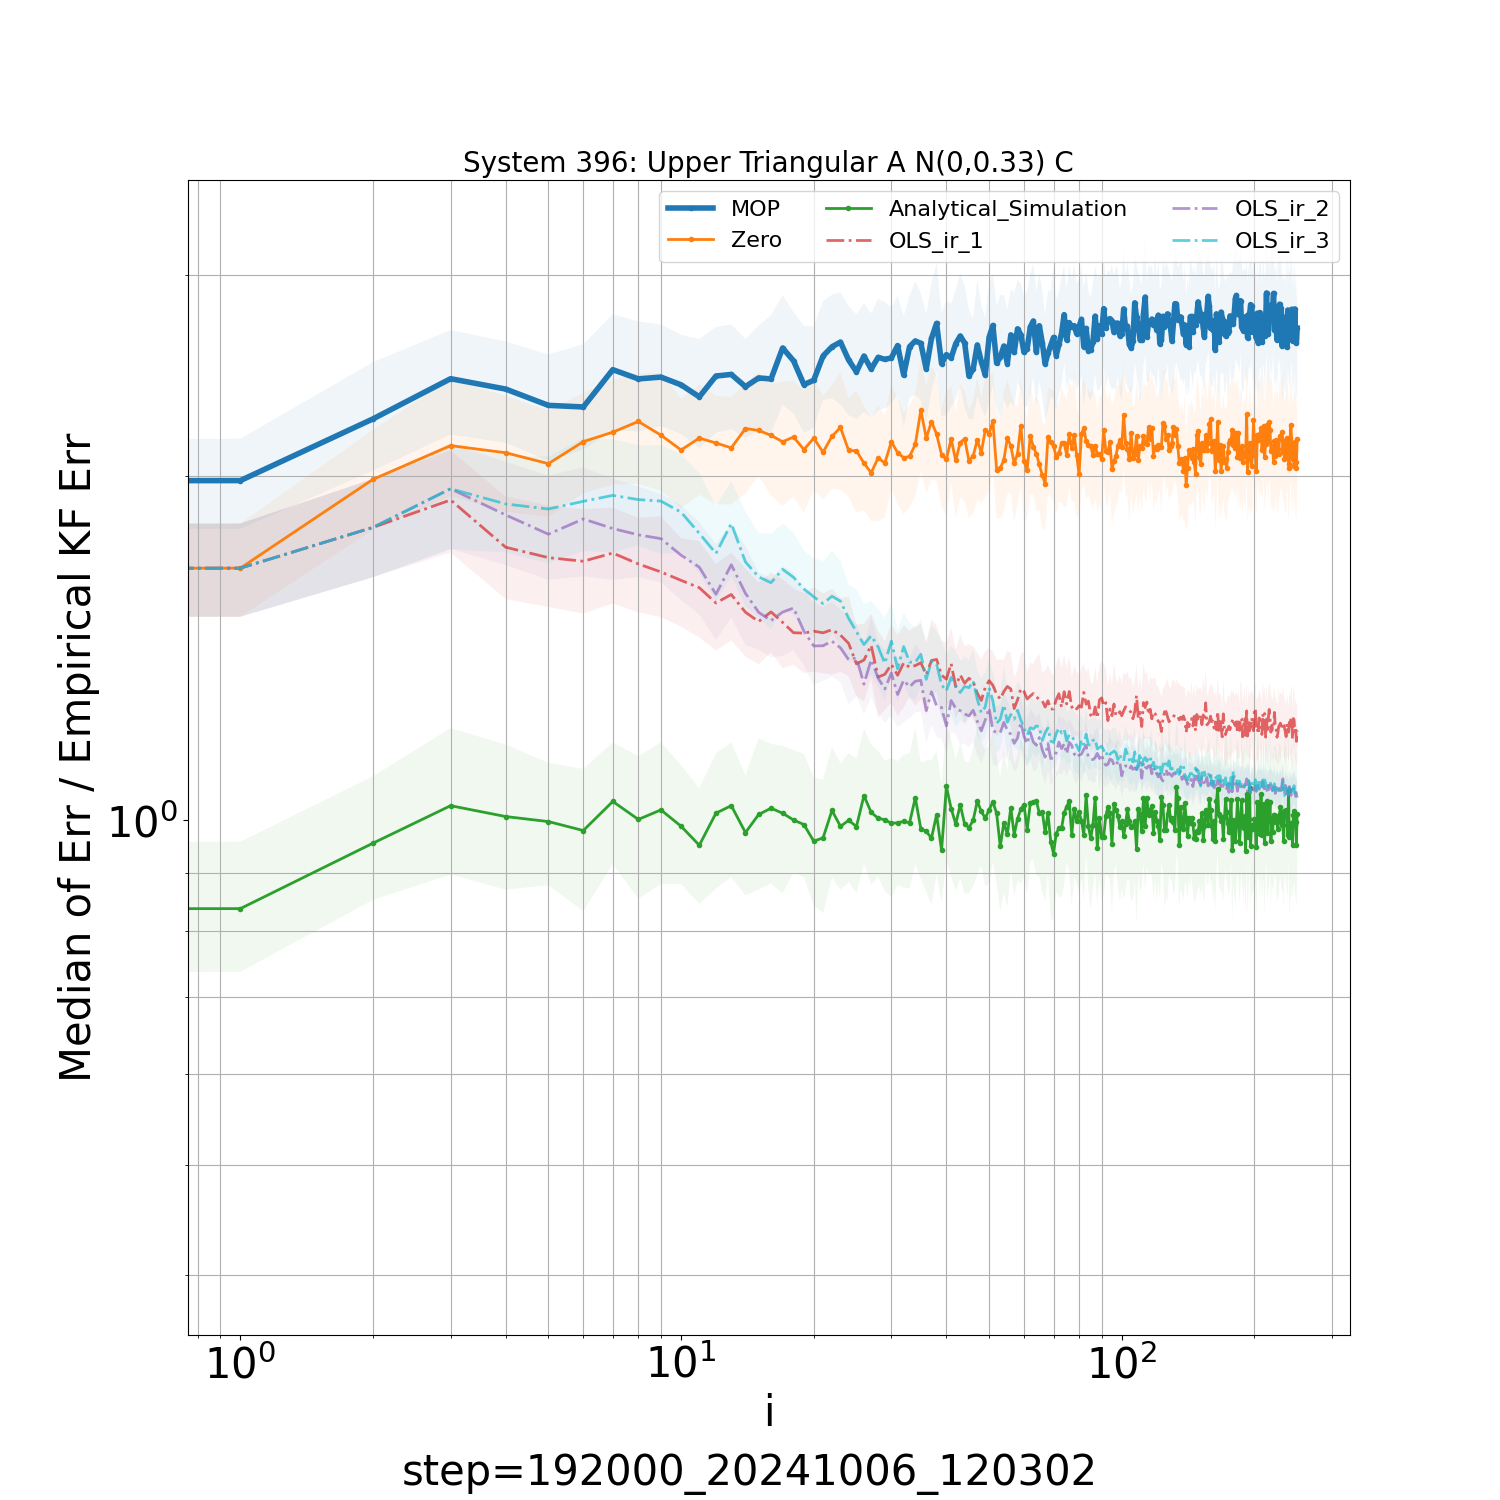 System 396: Upper Triangular A N(0,0.33) C
MOP
Zero
Analytical_Simulation
OLS_ir_1
OLS_ir_2
OLS_ir_3
Median of Err / Empirical KF Err
10⁰
10⁰
10¹
10²
i
step=192000_20241006_120302